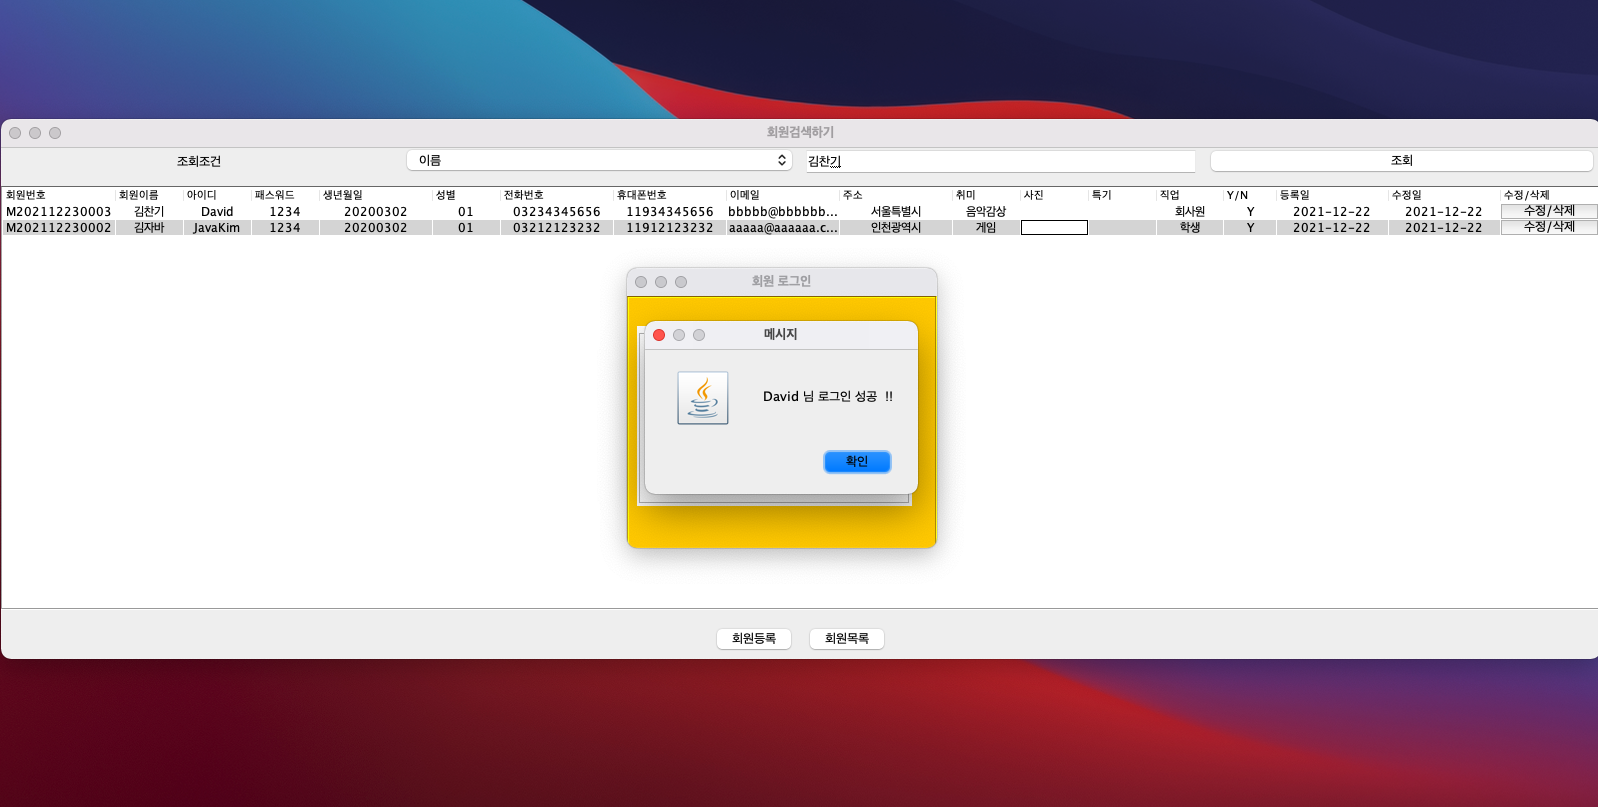 회원검색하기
조회조건 이름 김찬기 조회
회원번호 회원이름 아이디 패스워드 생년월일 성별 전화번호 휴대폰번호 이메일 주소 취미 사진 특기 직업 Y/N 등록일 수정일 수정/삭제
M202112230003 김찬기 David 1234 20200302 01 03234345656 11934345656 bbbbb@bbbbbb... 서울특별시 음악감상 회사원 Y 2021-12-22 2021-12-22 수정/삭제
M202112230002 김자바 JavaKim 1234 20200302 01 03212123232 11912123232 aaaaa@aaaaaa.c... 인천광역시 게임 학생 Y 2021-12-22 2021-12-22 수정/삭제
회원 로그인
메시지
David 님 로그인 성공 !!
확인
회원등록 회원목록